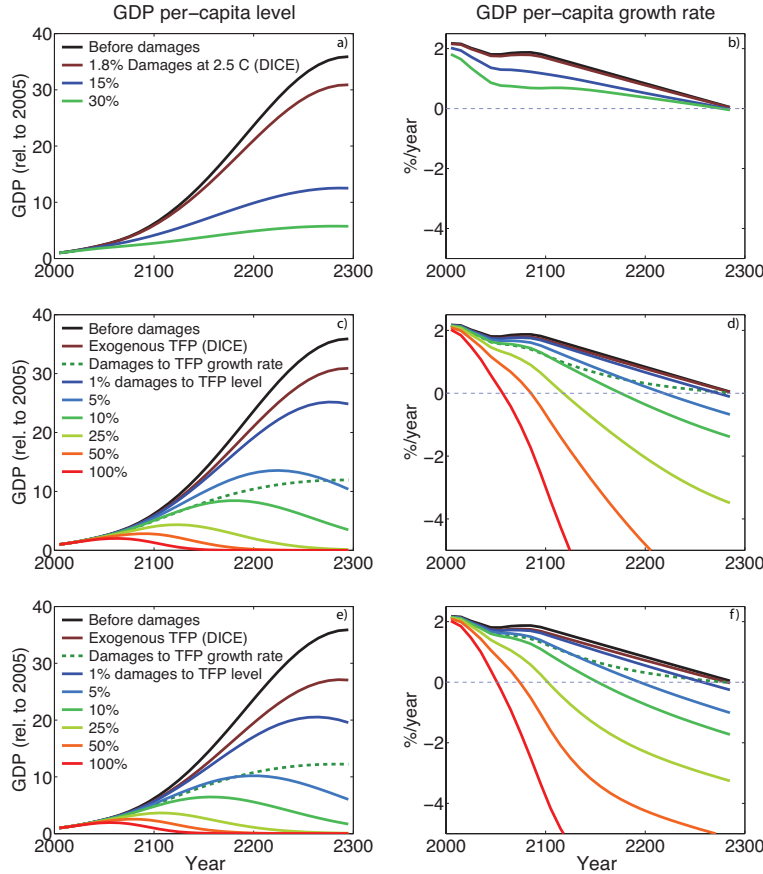 GDP per-capita level
GDP per-capita growth rate
GDP (rel. to 2005)
40
30
20
10
0
2000
2100
2200
2300
a)
Before damages
1.8% Damages at 2.5 C (DICE)
15%
30%
%/year
2
0
−2
−4
2000
2100
2200
2300
b)
GDP (rel. to 2005)
40
30
20
10
0
2000
2100
2200
2300
c)
Before damages
Exogenous TFP (DICE)
Damages to TFP growth rate
1% damages to TFP level
5%
10%
25%
50%
100%
%/year
2
0
−2
−4
2000
2100
2200
2300
d)
GDP (rel. to 2005)
40
30
20
10
0
2000
2100
2200
2300
Year
e)
Before damages
Exogenous TFP (DICE)
Damages to TFP growth rate
1% damages to TFP level
5%
10%
25%
50%
100%
%/year
2
0
−2
−4
2000
2100
2200
2300
Year
f)